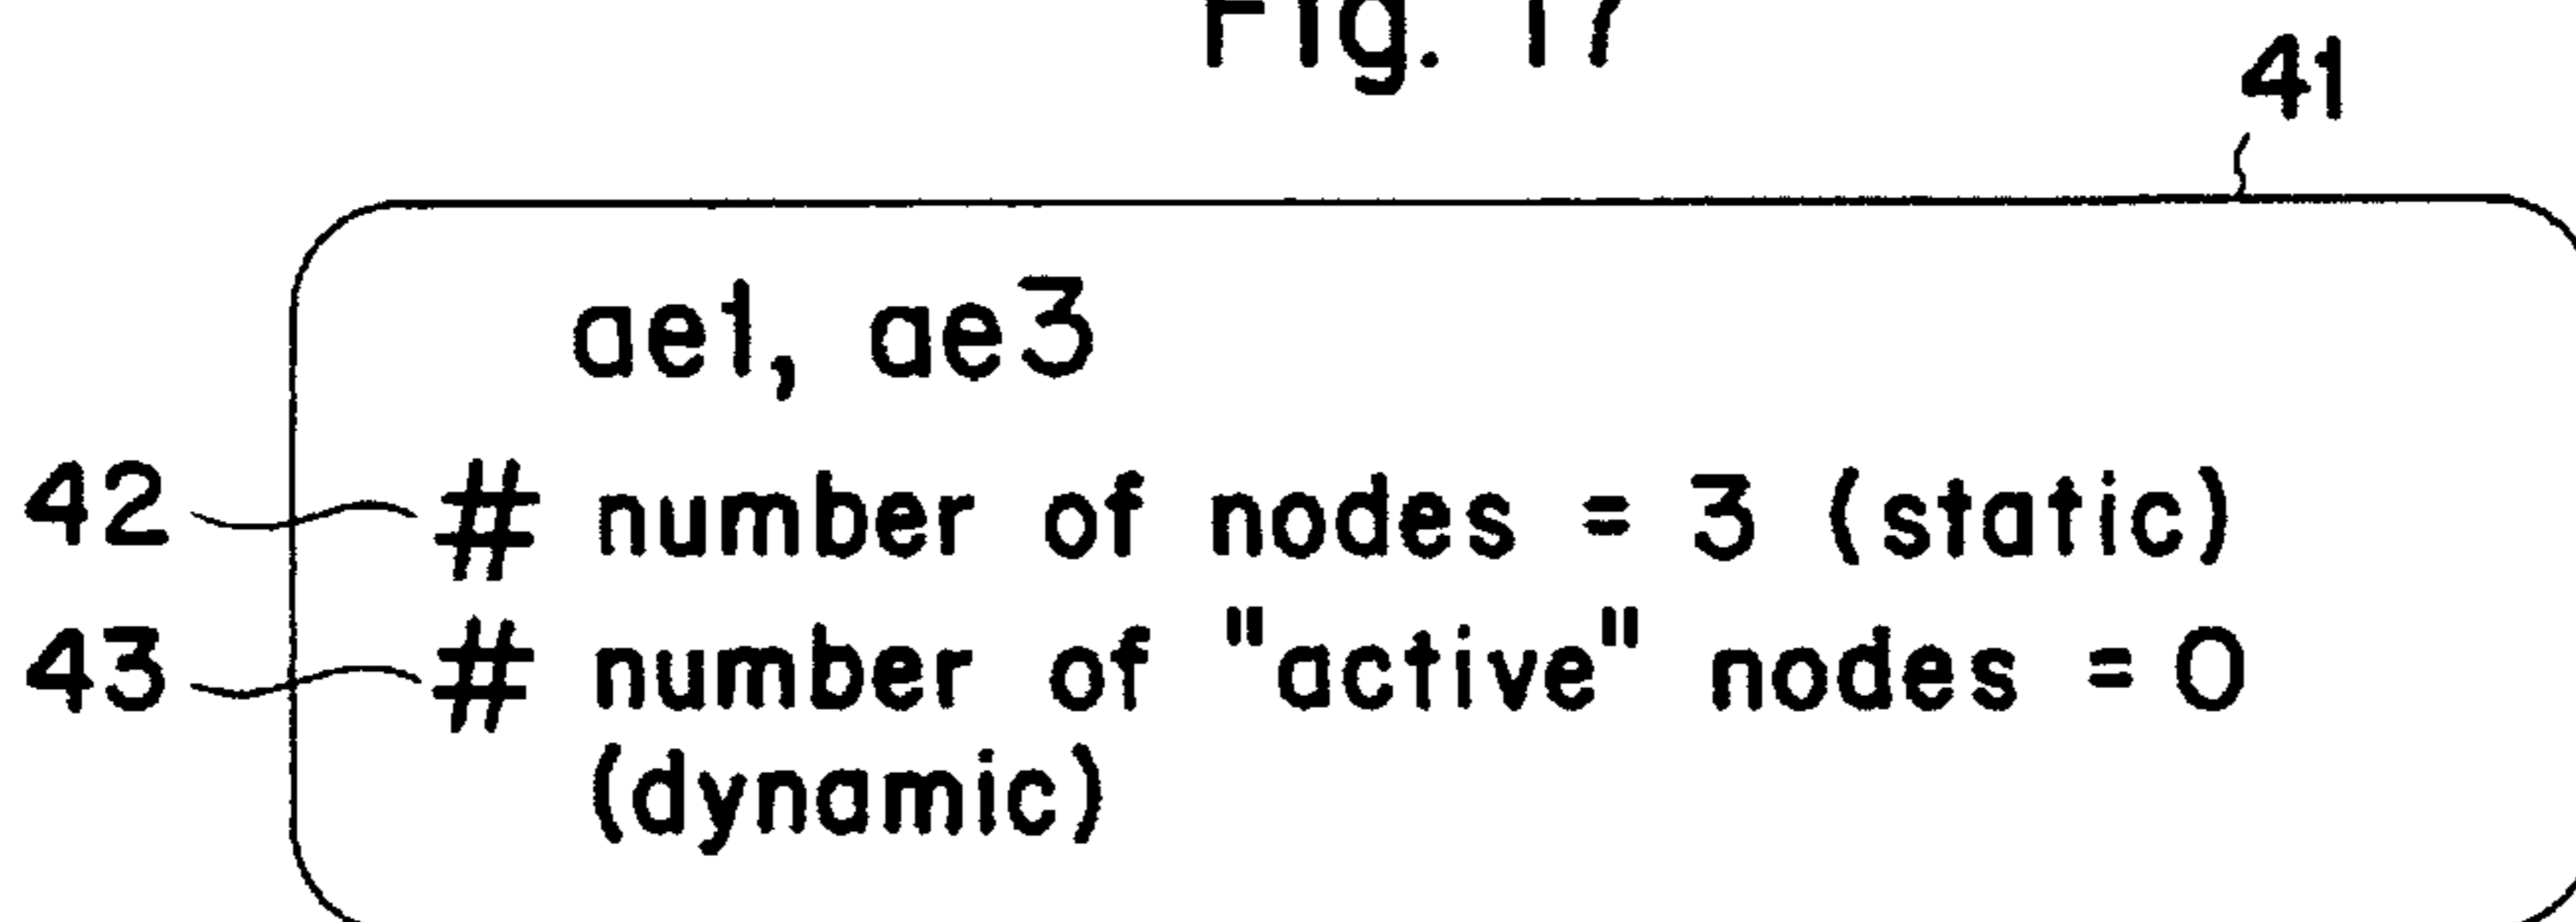 Fig. 17
41
ae1, ae3
42 # number of nodes = 3 (static)
43 # number of "active" nodes = 0
(dynamic)